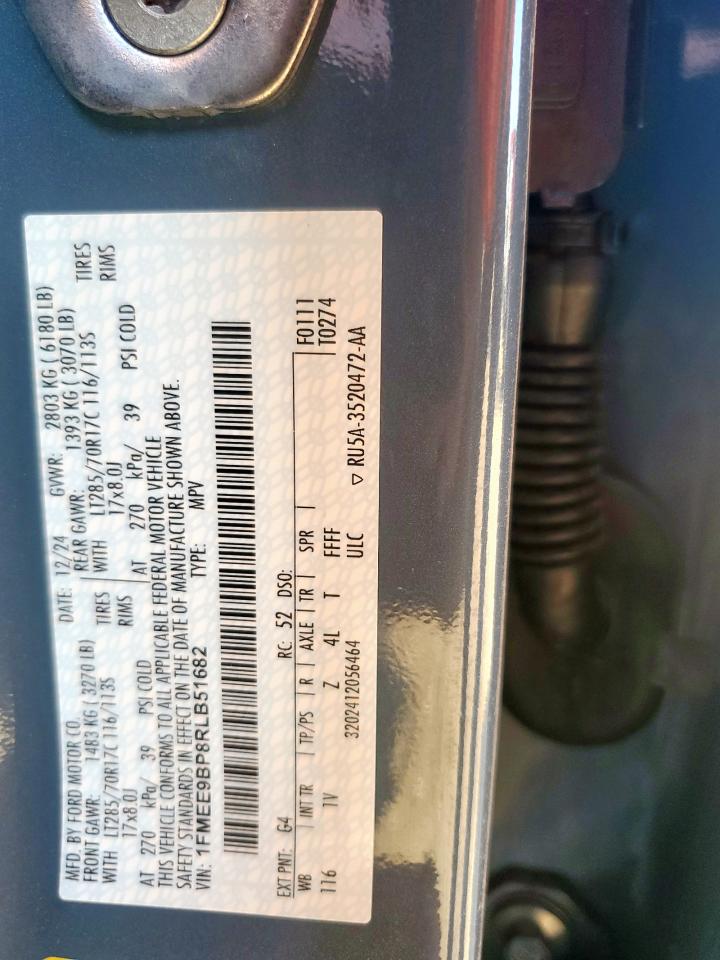 MFD. BY FORD MOTOR CO. DATE: 12/24 GVWR: 2803 KG ( 6180 LB)
FRONT GAWR: 1483 KG ( 3270 LB) REAR GAWR: 1393 KG ( 3070 LB)
WITH LT285/70R17C 116/113S TIRES WITH LT285/70R17C 116/113S TIRES
17x8.0J RIMS 17x8.0J RIMS
AT 270 kPa/ 39 PSI COLD AT 270 kPa/ 39 PSI COLD
THIS VEHICLE CONFORMS TO ALL APPLICABLE FEDERAL MOTOR VEHICLE
SAFETY STANDARDS IN EFFECT ON THE DATE OF MANUFACTURE SHOWN ABOVE.
VIN: 1FMEE9BP8RLB51682 TYPE: MPV
EXT PNT: G4 RC: 52 DSO:
WB INT TR TP/PS R AXLE TR SPR F0111
116 1V Z 4L T FFFF T0274
3202412056464 ULC ▽ RU5A-3520472-AA